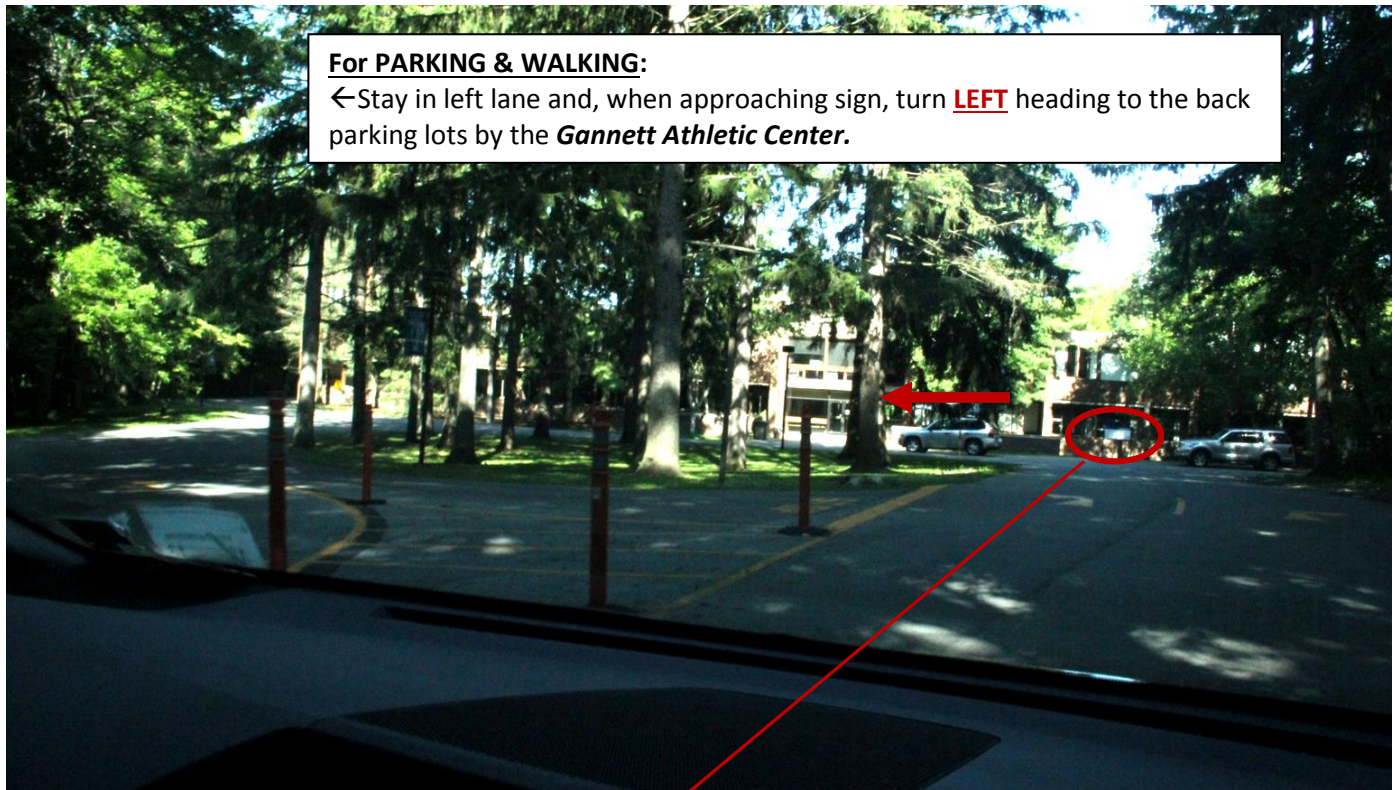 For PARKING & WALKING:
←Stay in left lane and, when approaching sign, turn LEFT heading to the back
parking lots by the Gannett Athletic Center.